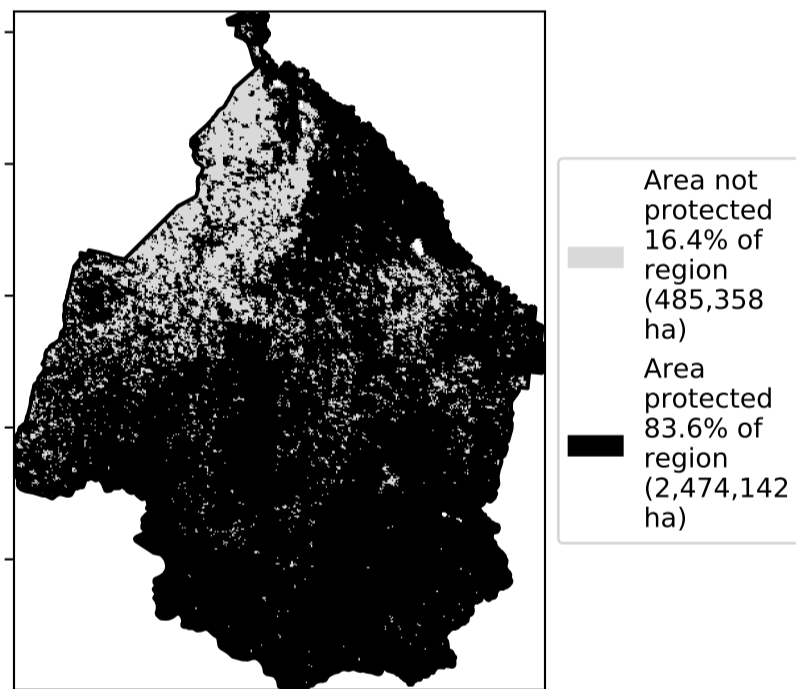 Area not
protected
16.4% of
region
(485,358
ha)
Area
protected
83.6% of
region
(2,474,142
ha)